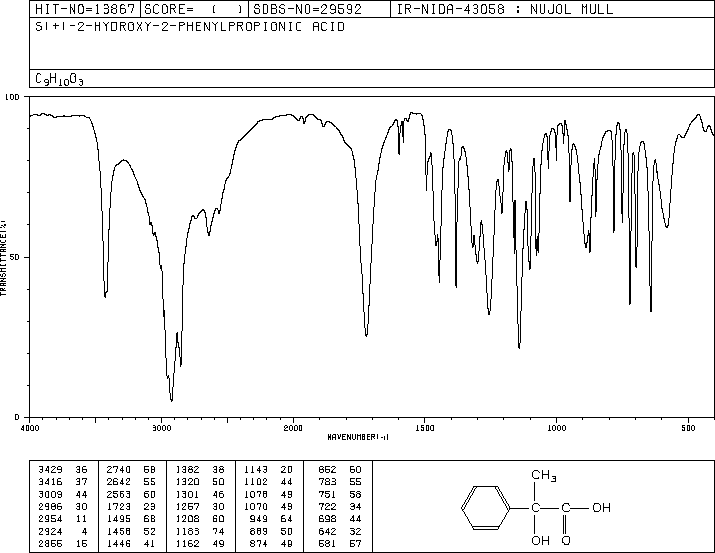 HIT-NO=13867 SCORE= ( ) SDBS-NO=29592 IR-NIDA-43058 : NUJOL MULL
S(+)-2-HYDROXY-2-PHENYLPROPIONIC ACID
C9H10O3
100
50
0
TRANSMITTANCE(%)
4000 3000 2000 1500 1000 500
WAVENUMBER(-1)
3429 36 2740 58 1382 38 1143 20 852 60
3416 37 2642 55 1320 50 1102 44 783 55
3009 44 2563 60 1301 46 1078 49 751 58
2986 30 1723 23 1257 30 1070 49 722 34
2954 11 1495 68 1208 60 949 64 698 44
2924 4 1458 52 1183 74 889 50 642 32
2855 15 1446 41 1162 49 874 49 581 57
CH3
C C OH
OH O